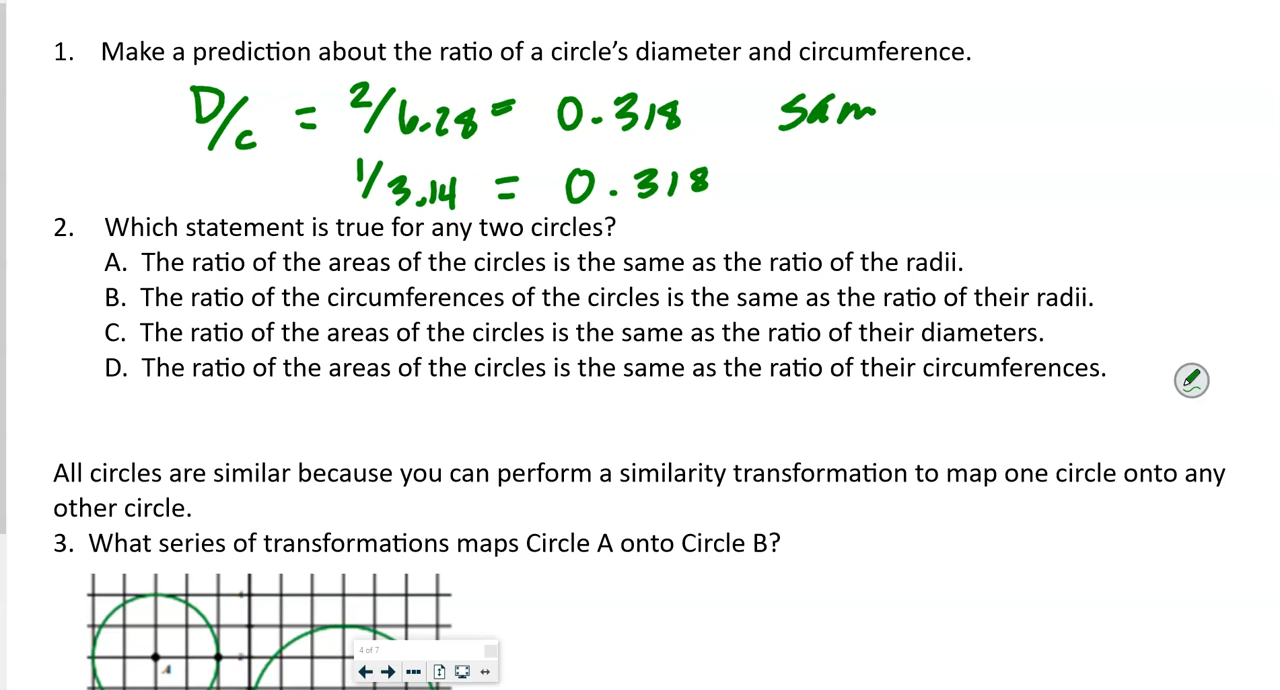 1. Make a prediction about the ratio of a circle's diameter and circumference.
D/C = 2/6.28 = 0.318 Sam
1/3.14 = 0.318
2. Which statement is true for any two circles?
A. The ratio of the areas of the circles is the same as the ratio of the radii.
B. The ratio of the circumferences of the circles is the same as the ratio of their radii.
C. The ratio of the areas of the circles is the same as the ratio of their diameters.
D. The ratio of the areas of the circles is the same as the ratio of their circumferences.
All circles are similar because you can perform a similarity transformation to map one circle onto any
other circle.
3. What series of transformations maps Circle A onto Circle B?
A
4 of 7